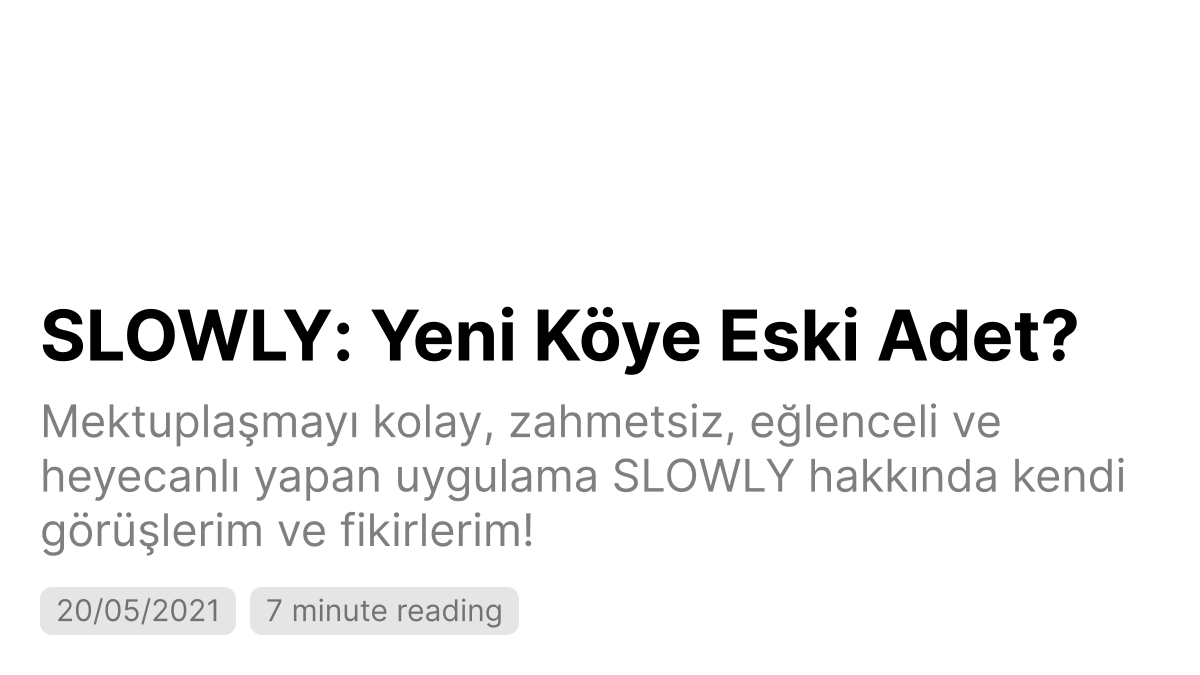 SLOWLY: Yeni Köye Eski Adet?
Mektuplaşmayı kolay, zahmetsiz, eğlenceli ve
heyecanlı yapan uygulama SLOWLY hakkında kendi
görüşlerim ve fikirlerim!
20/05/2021 7 minute reading